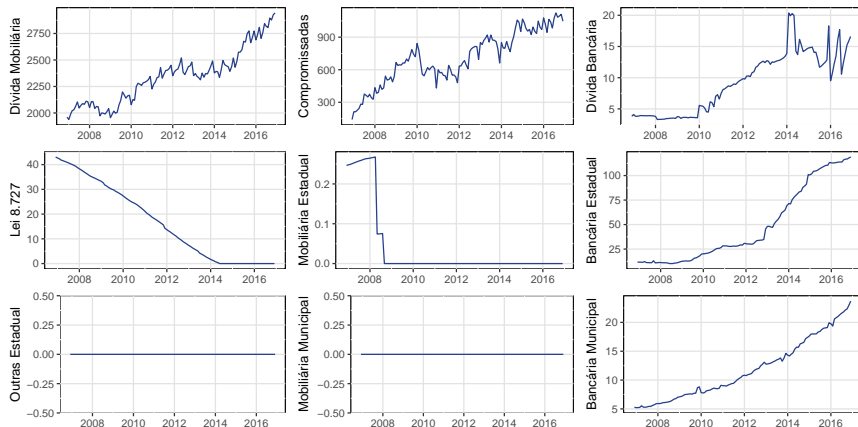 Dívida Mobiliária
2750
2500
2250
2000
2008 2010 2012 2014 2016
Compromissadas
900
600
300
2008 2010 2012 2014 2016
Dívida Bancária
20
15
10
5
2008 2010 2012 2014 2016
Lei 8.727
40
30
20
10
0
2008 2010 2012 2014 2016
Mobiliária Estadual
0.2
0.1
0.0
2008 2010 2012 2014 2016
Bancária Estadual
100
75
50
25
2008 2010 2012 2014 2016
Outras Estadual
0.50
0.25
0.00
−0.25
−0.50
2008 2010 2012 2014 2016
Mobiliária Municipal
0.50
0.25
0.00
−0.25
−0.50
2008 2010 2012 2014 2016
Bancária Municipal
20
15
10
5
2008 2010 2012 2014 2016